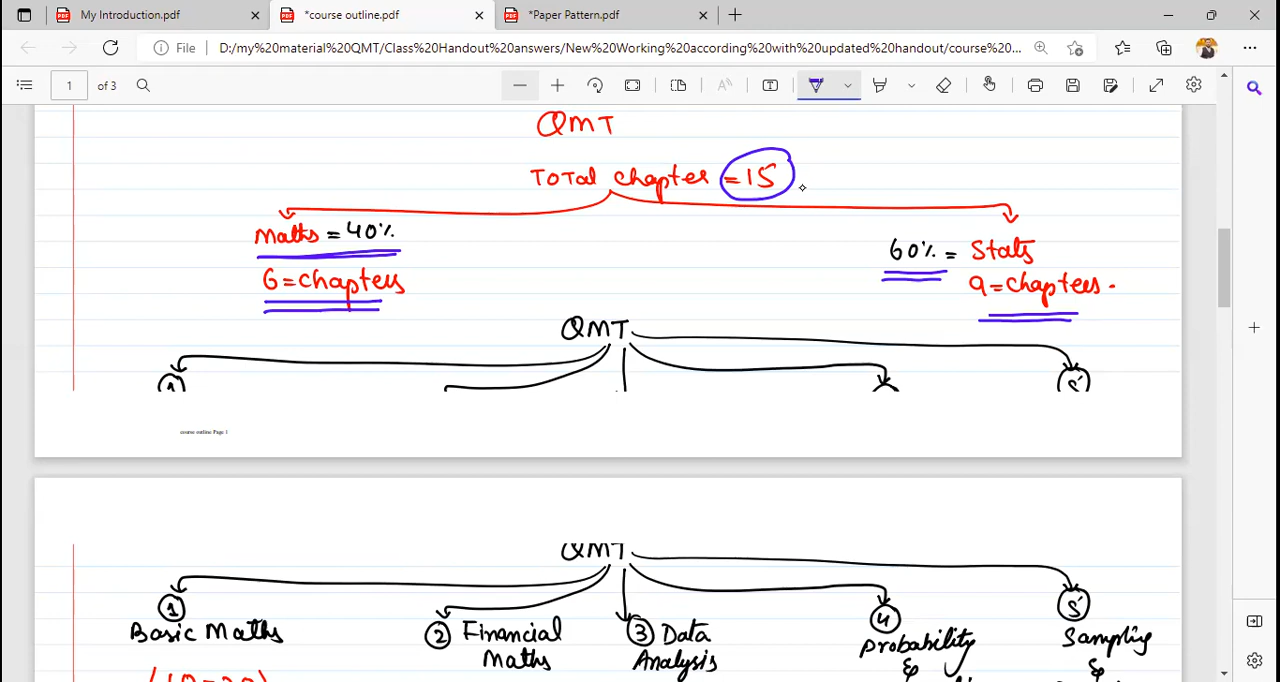 My Introduction.pdf
*course outline.pdf
*Paper Pattern.pdf
File
D:/my%20material%20QMT/Class%20Handout%20answers/New%20Working%20according%20with%20updated%20handout/course%20...
1
of 3
QMT
Total chapter =15
Maths = 40%
6=chapters
60% = Stats
9=chapters.
QMT
1
5
course outline Page 1
QMT
1
Basic Maths
2 Financial Maths
3 Data Analysis
4
Probability
&
5
Sampling
&